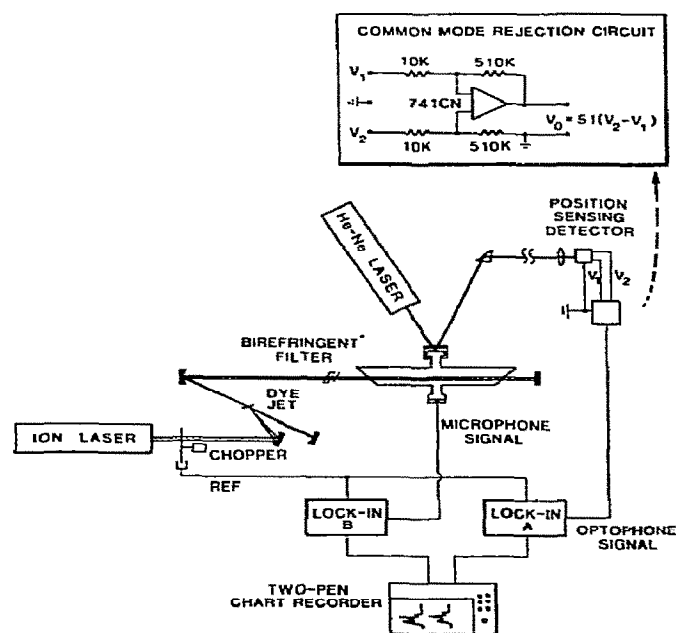 COMMON MODE REJECTION CIRCUIT
10K 510K
V1
741CN
V0 = 51(V2-V1)
V2
10K 510K
POSITION
SENSING
DETECTOR
He-Ne LASER
V1 V2
BIREFRINGENT
FILTER
DYE
JET
ION LASER
CHOPPER
MICROPHONE
SIGNAL
REF
LOCK-IN
B
LOCK-IN
A
OPTOPHONE
SIGNAL
TWO-PEN
CHART RECORDER